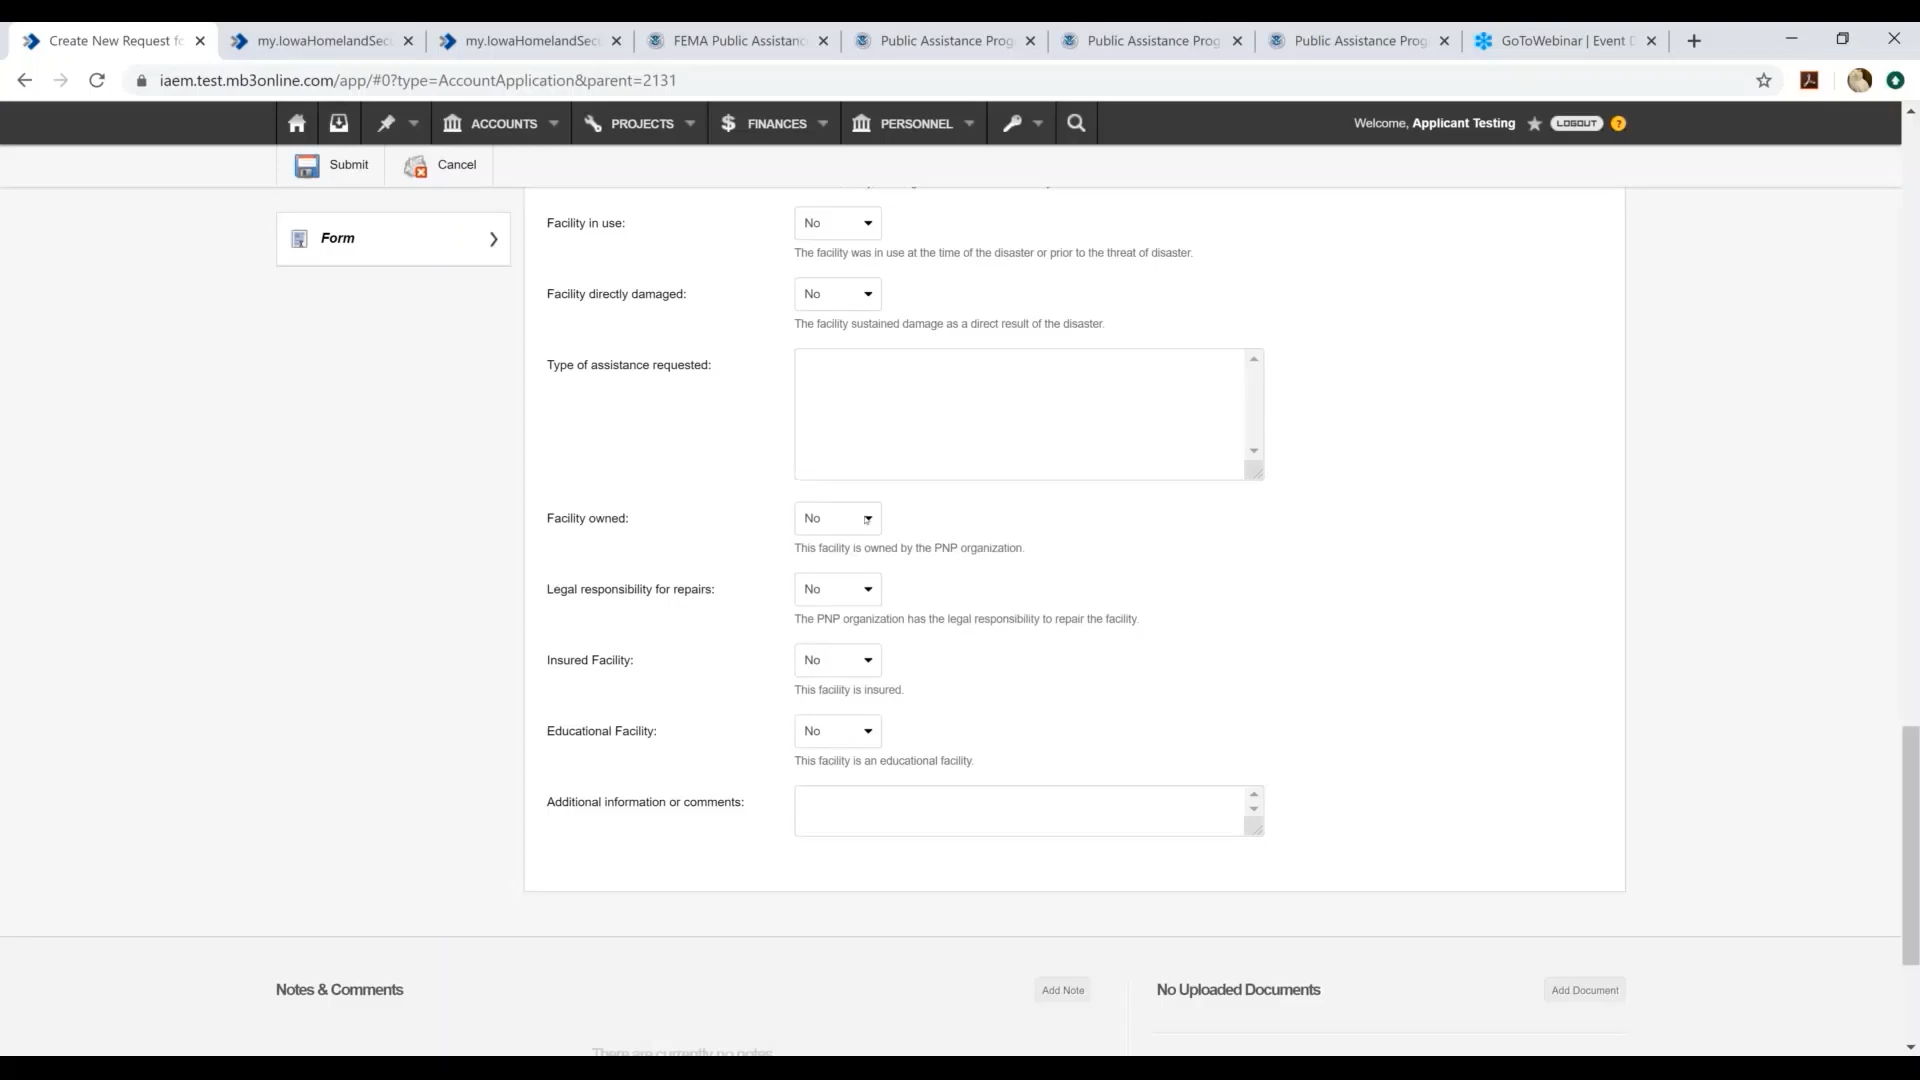 Create New Request fo
my.IowaHomelandSec
my.IowaHomelandSec
FEMA Public Assistanc
Public Assistance Prog
Public Assistance Prog
Public Assistance Prog
GoToWebinar | Event D
iaem.test.mb3online.com/app/#0?type=AccountApplication&parent=2131
ACCOUNTS
PROJECTS
$ FINANCES
PERSONNEL
Welcome, Applicant Testing
LOGOUT
?
Submit
Cancel
Form
Facility in use:
No
The facility was in use at the time of the disaster or prior to the threat of disaster.
Facility directly damaged:
No
The facility sustained damage as a direct result of the disaster.
Type of assistance requested:
Facility owned:
No
This facility is owned by the PNP organization.
Legal responsibility for repairs:
No
The PNP organization has the legal responsibility to repair the facility.
Insured Facility:
No
This facility is insured.
Educational Facility:
No
This facility is an educational facility.
Additional information or comments:
Notes & Comments
Add Note
No Uploaded Documents
Add Document
There are currently no notes